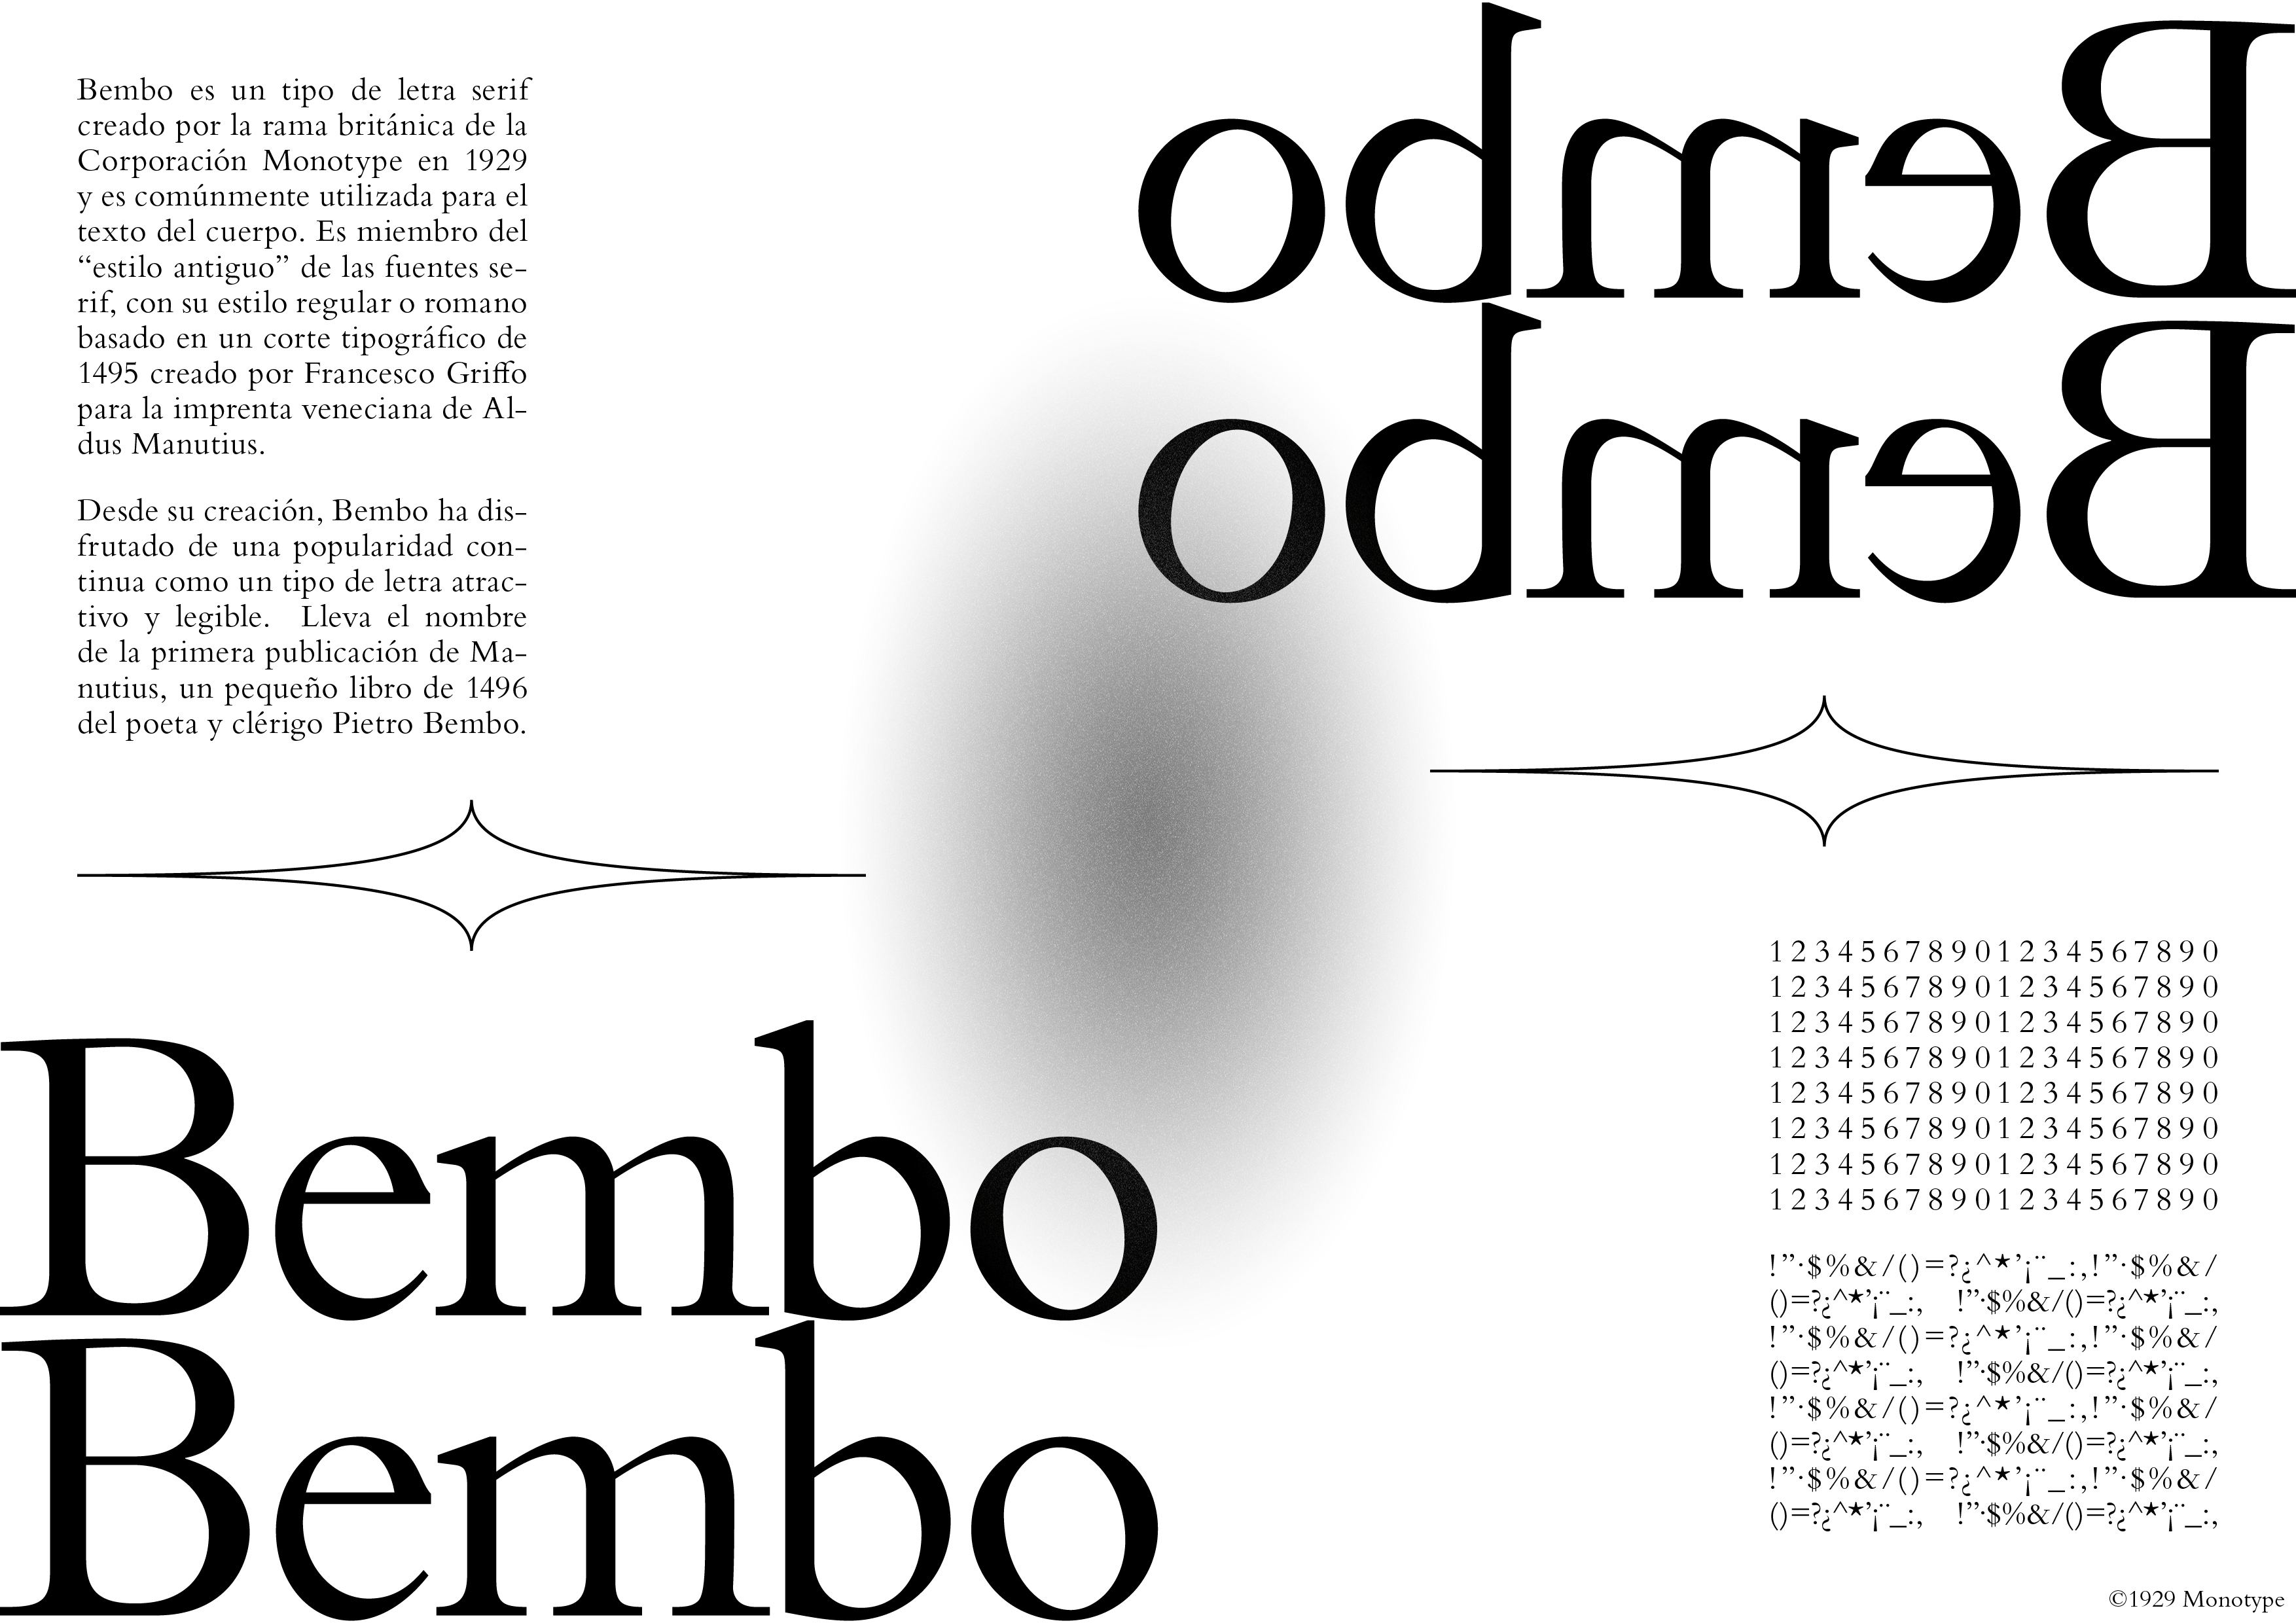 Bembo es un tipo de letra serif
creado por la rama británica de la
Corporación Monotype en 1929
y es comúnmente utilizada para el
texto del cuerpo. Es miembro del
“estilo antiguo” de las fuentes se-
rif, con su estilo regular o romano
basado en un corte tipográfico de
1495 creado por Francesco Griffo
para la imprenta veneciana de Al-
dus Manutius.
Desde su creación, Bembo ha dis-
frutado de una popularidad con-
tinua como un tipo de letra atrac-
tivo y legible.  Lleva el nombre
de la primera publicación de Ma-
nutius, un pequeño libro de 1496
del poeta y clérigo Pietro Bembo.
Bembo
Bembo
Bembo
Bembo
1 2 3 4 5 6 7 8 9 0 1 2 3 4 5 6 7 8 9 0
1 2 3 4 5 6 7 8 9 0 1 2 3 4 5 6 7 8 9 0
1 2 3 4 5 6 7 8 9 0 1 2 3 4 5 6 7 8 9 0
1 2 3 4 5 6 7 8 9 0 1 2 3 4 5 6 7 8 9 0
1 2 3 4 5 6 7 8 9 0 1 2 3 4 5 6 7 8 9 0
1 2 3 4 5 6 7 8 9 0 1 2 3 4 5 6 7 8 9 0
1 2 3 4 5 6 7 8 9 0 1 2 3 4 5 6 7 8 9 0
1 2 3 4 5 6 7 8 9 0 1 2 3 4 5 6 7 8 9 0
!”·$%&/()=?¿^*’¡¨_:,!”·$%&/
()=?¿^*’¡¨_:, !”·$%&/()=?¿^*’¡¨_:,
!”·$%&/()=?¿^*’¡¨_:,!”·$%&/
()=?¿^*’¡¨_:, !”·$%&/()=?¿^*’¡¨_:,
!”·$%&/()=?¿^*’¡¨_:,!”·$%&/
()=?¿^*’¡¨_:, !”·$%&/()=?¿^*’¡¨_:,
!”·$%&/()=?¿^*’¡¨_:,!”·$%&/
()=?¿^*’¡¨_:, !”·$%&/()=?¿^*’¡¨_:,
©1929 Monotype